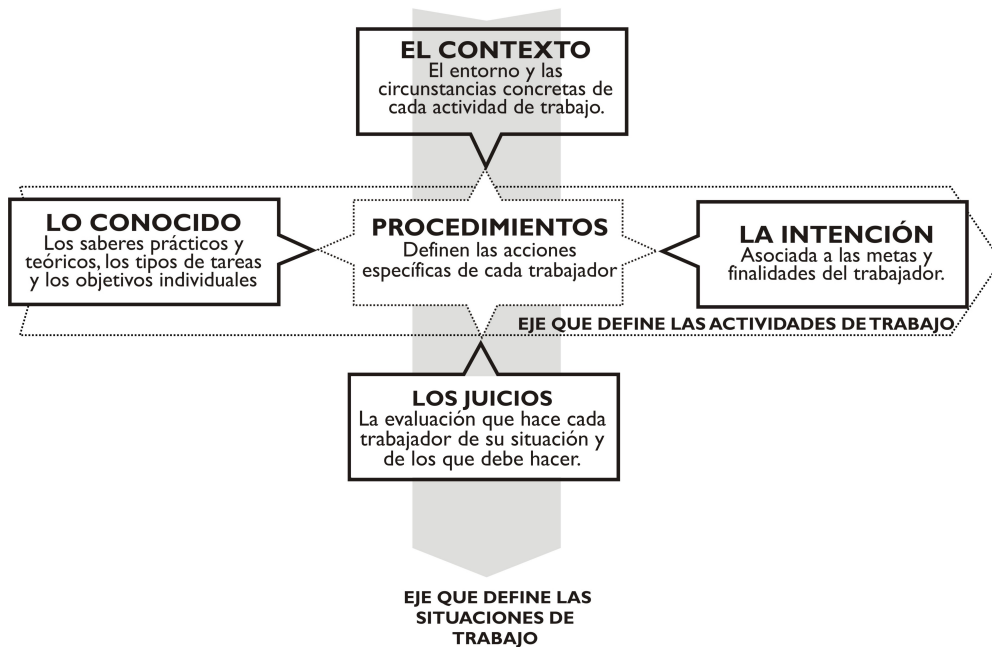 EL CONTEXTO
El entorno y las
circunstancias concretas de
cada actividad de trabajo.
LO CONOCIDO
Los saberes prácticos y
teóricos, los tipos de tareas
y los objetivos individuales
PROCEDIMIENTOS
Definen las acciones
específicas de cada trabajador
LA INTENCIÓN
Asociada a las metas y
finalidades del trabajador.
EJE QUE DEFINE LAS ACTIVIDADES DE TRABAJO
LOS JUICIOS
La evaluación que hace cada
trabajador de su situación y
de los que debe hacer.
EJE QUE DEFINE LAS
SITUACIONES DE
TRABAJO